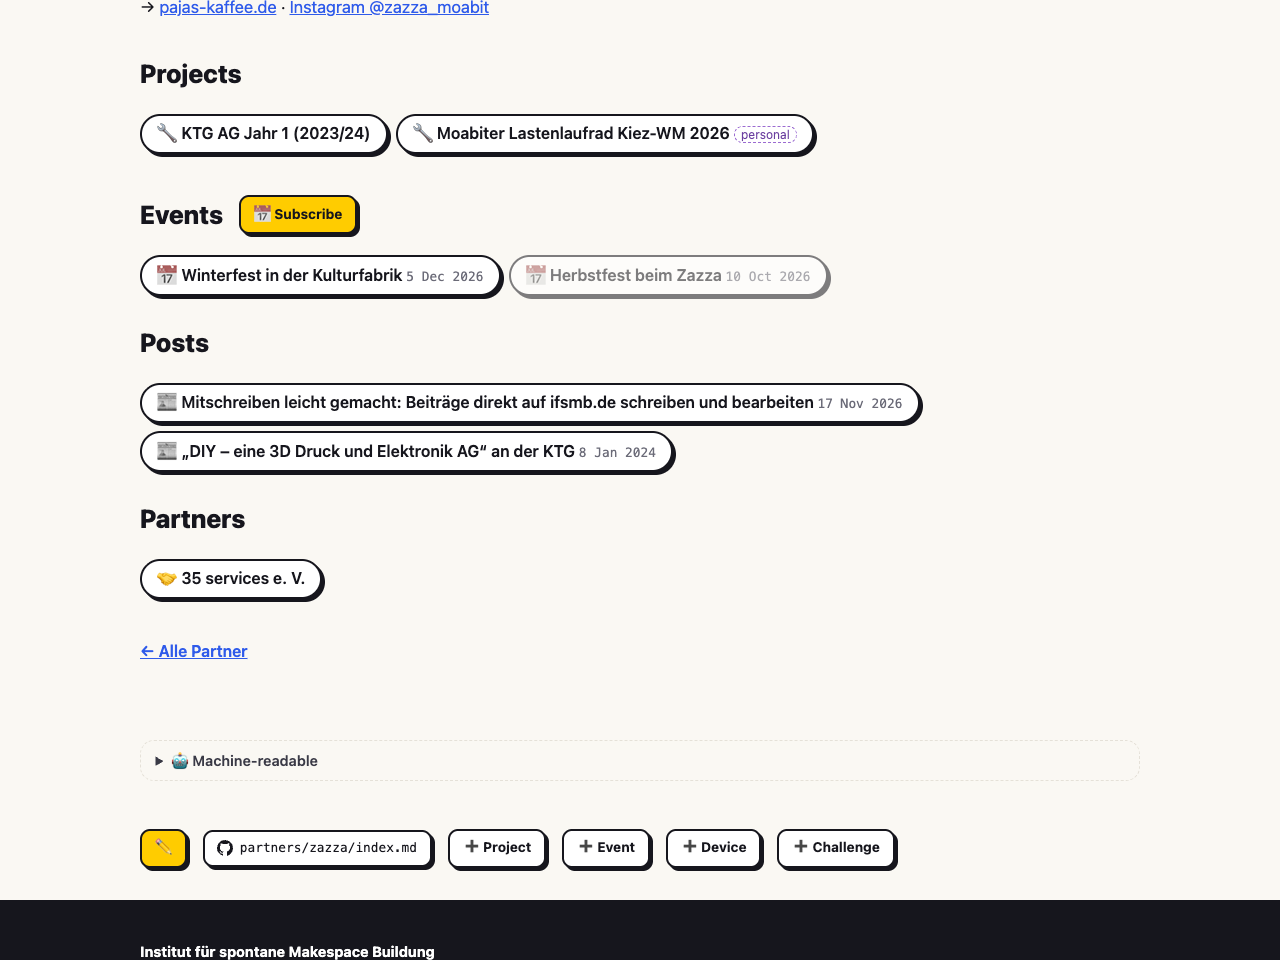 → pajas-kaffee.de · Instagram @zazza_moabit
Projects
KTG AG Jahr 1 (2023/24) Moabiter Lastenlaufrad Kiez-WM 2026 personal
Events Subscribe
Winterfest in der Kulturfabrik 5 Dec 2026 Herbstfest beim Zazza 10 Oct 2026
Posts
Mitschreiben leicht gemacht: Beiträge direkt auf ifsmb.de schreiben und bearbeiten 17 Nov 2026
„DIY – eine 3D Druck und Elektronik AG“ an der KTG 8 Jan 2024
Partners
35 services e. V.
← Alle Partner
Machine-readable
partners/zazza/index.md + Project + Event + Device + Challenge
Institut für spontane Makespace Buildung